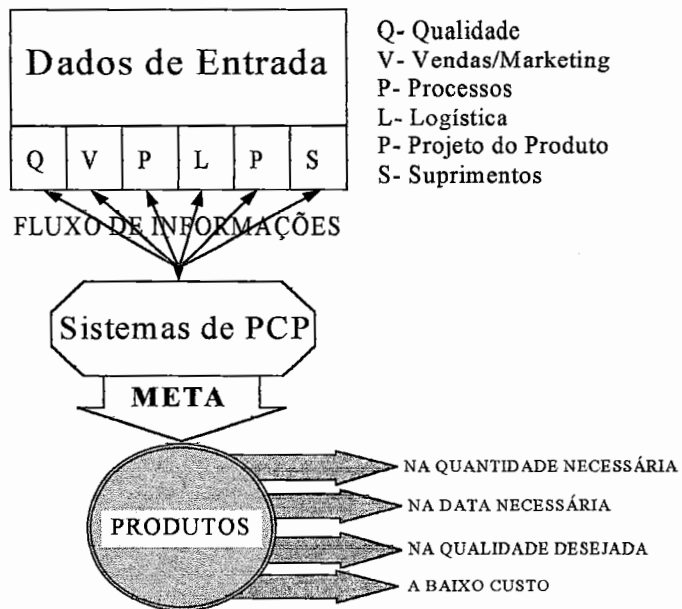 Dados de Entrada
Q V P L P S
Q- Qualidade
V- Vendas/Marketing
P- Processos
L- Logística
P- Projeto do Produto
S- Suprimentos
FLUXO DE INFORMAÇÕES
Sistemas de PCP
META
PRODUTOS
NA QUANTIDADE NECESSÁRIA
NA DATA NECESSÁRIA
NA QUALIDADE DESEJADA
A BAIXO CUSTO